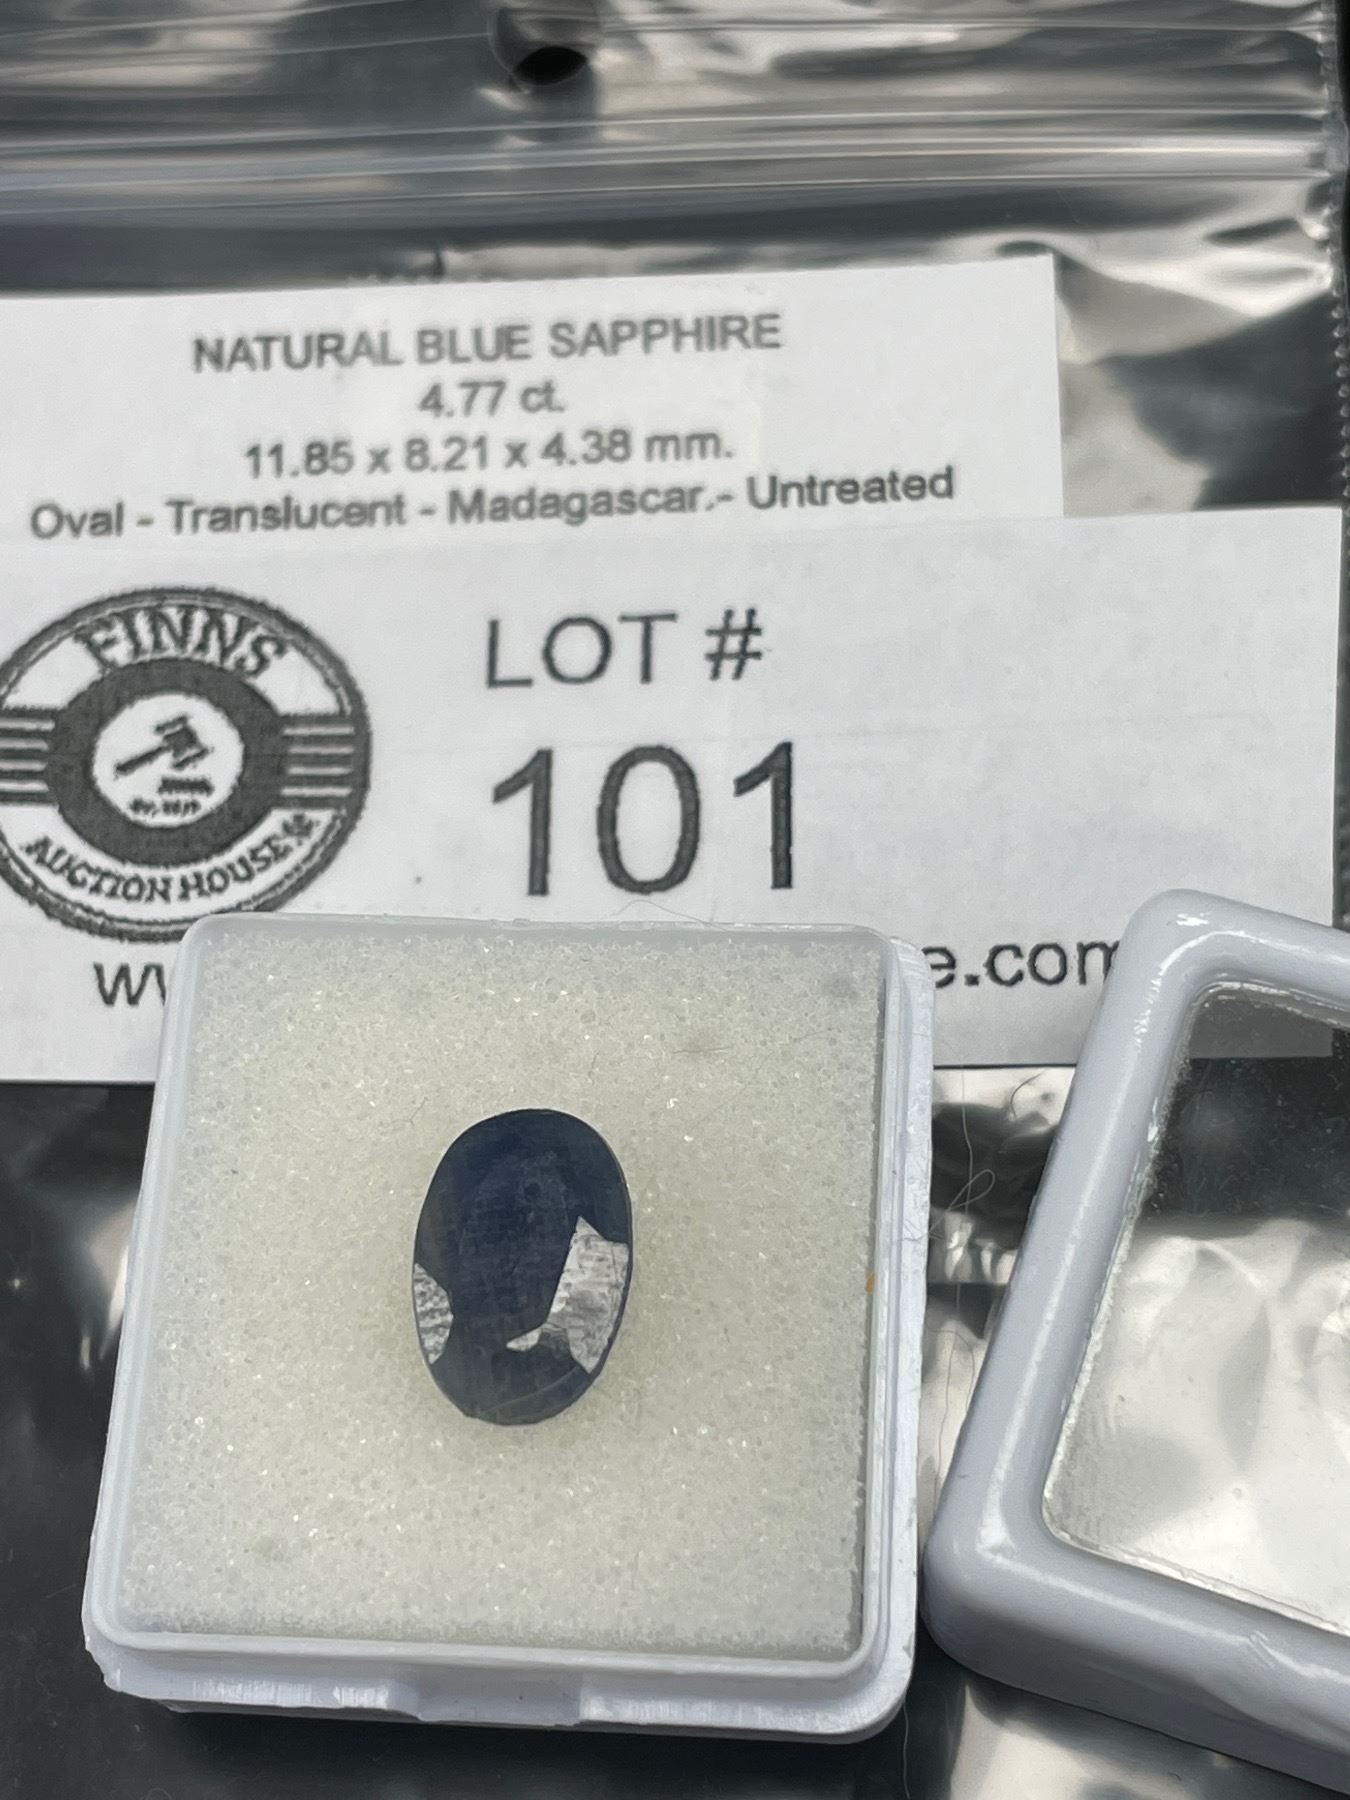 NATURAL BLUE SAPPHIRE
4.77 ct.
11.85 x 8.21 x 4.38 mm.
Oval - Translucent - Madagascar.- Untreated
FINNS
AUCTION HOUSE
LOT #
101
e.com